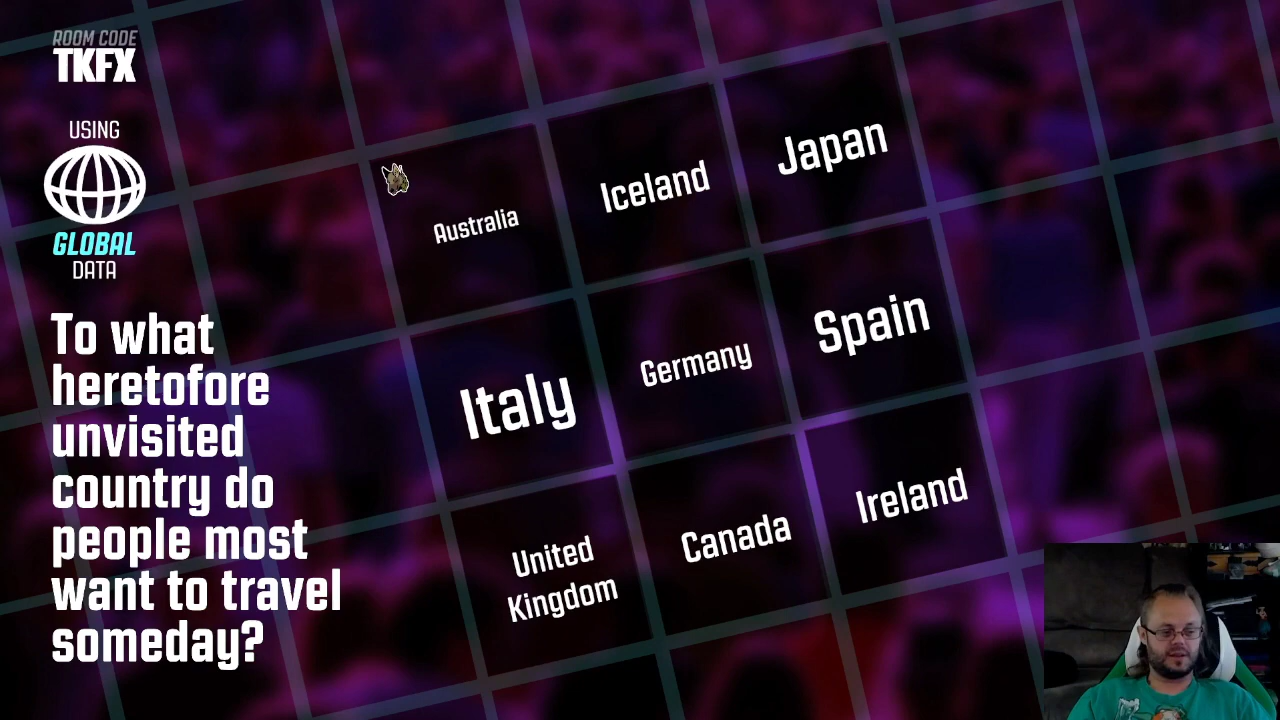 ROOM CODE
TKFX
USING
GLOBAL
DATA
To what
heretofore
unvisited
country do
people most
want to travel
someday?
Australia
Iceland
Japan
Italy
Germany
Spain
United
Kingdom
Canada
Ireland